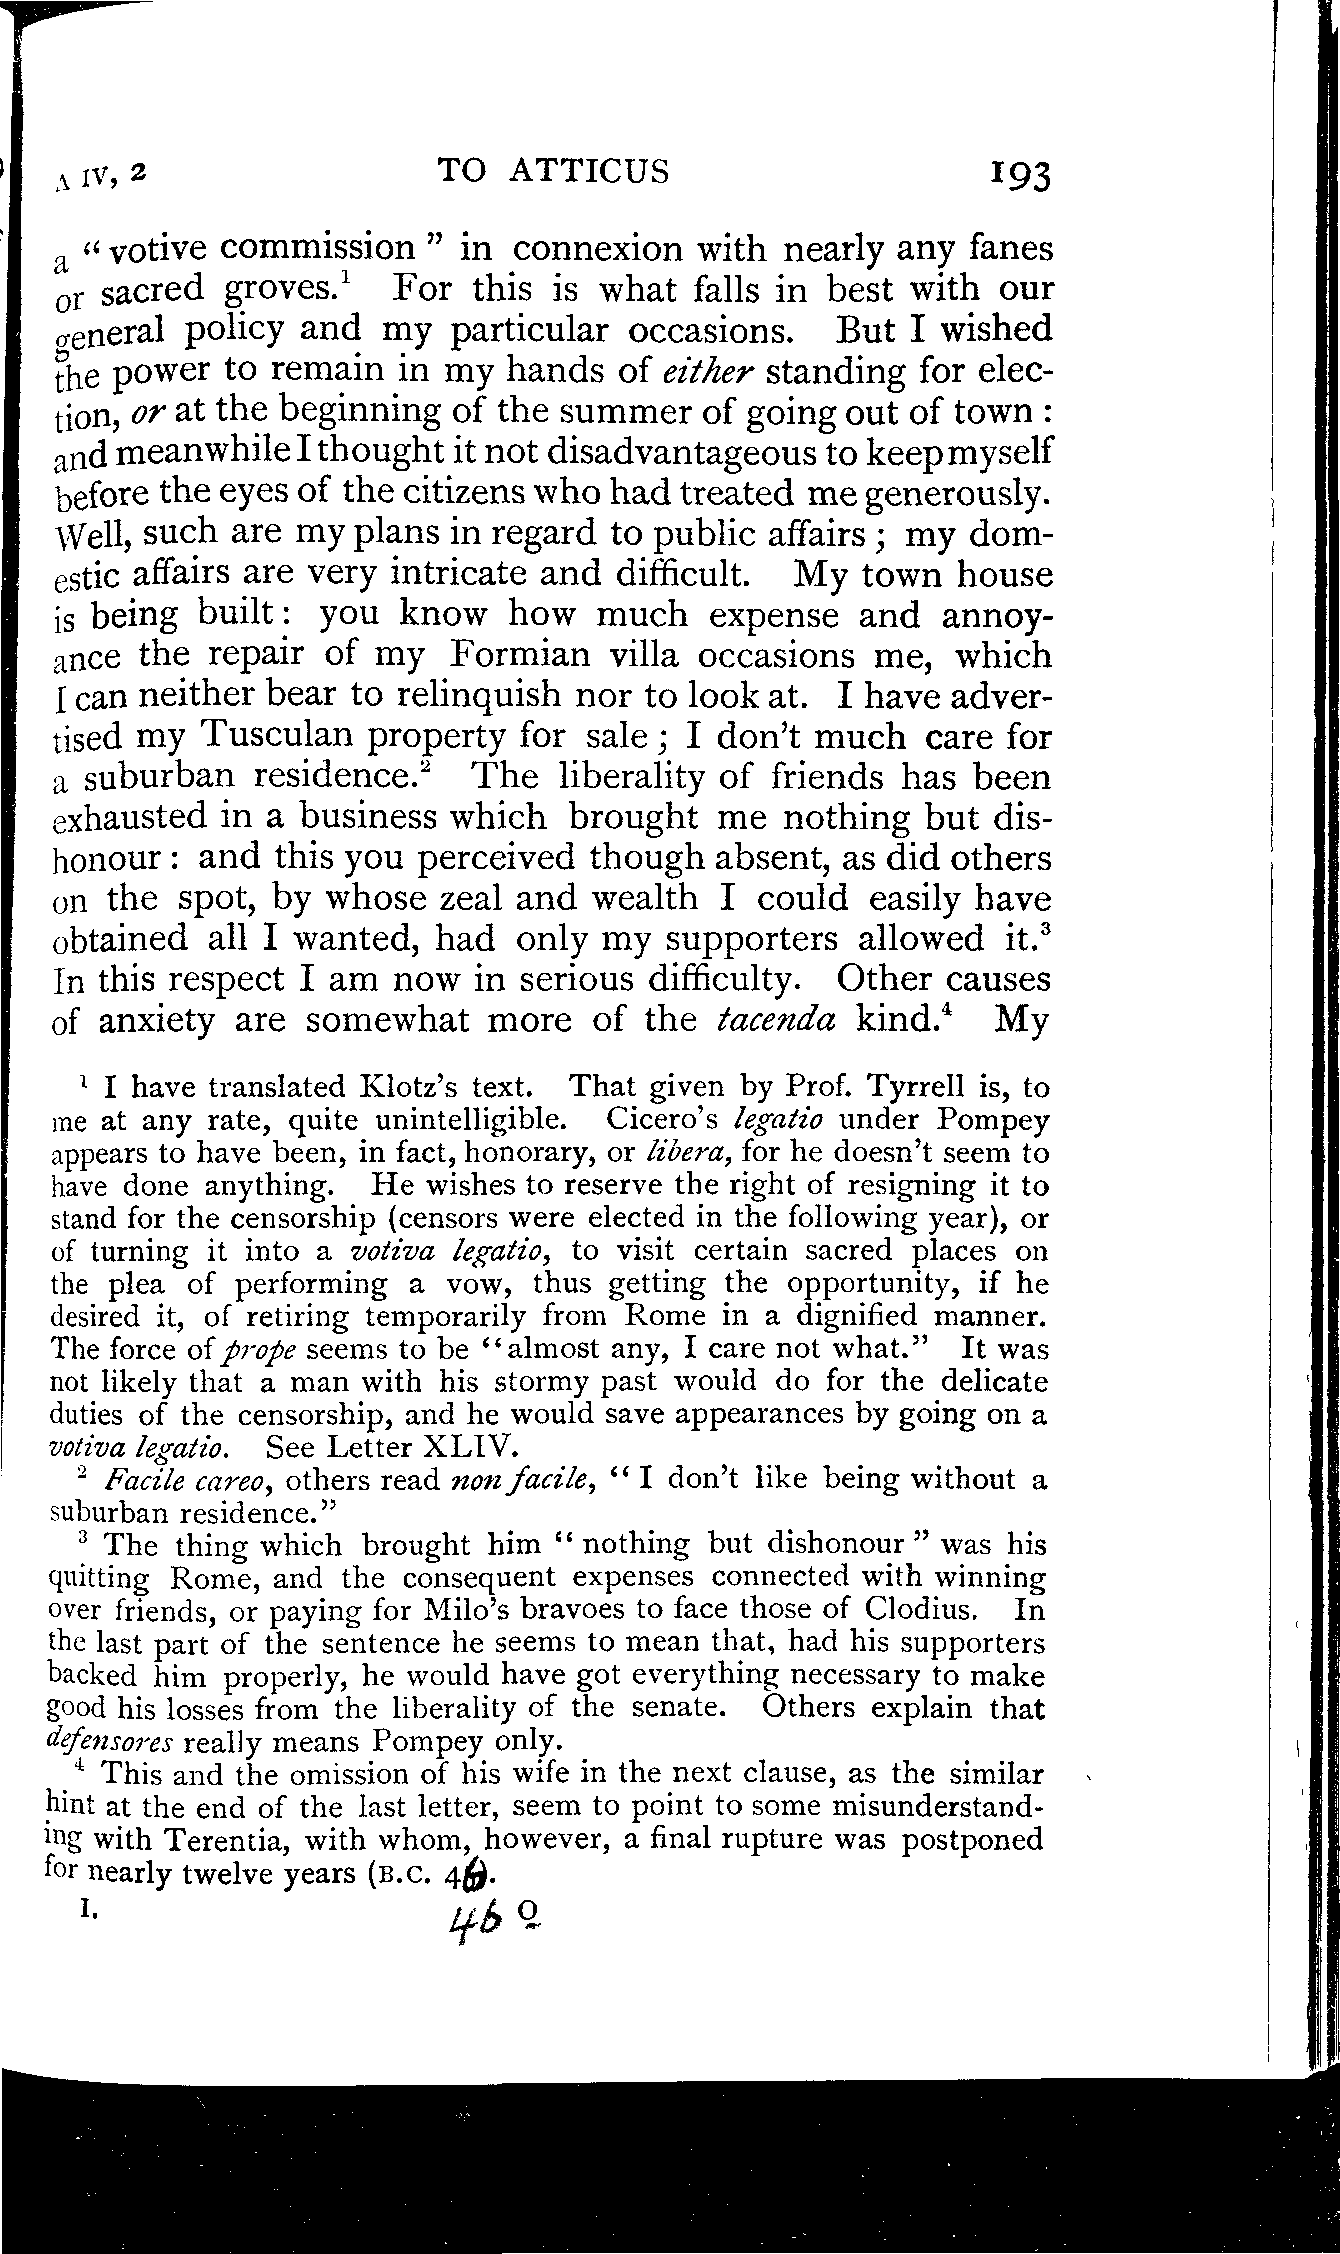 A IV, 2 TO ATTICUS 193
a “ votive commission ” in connexion with nearly any fanes
or sacred groves.¹ For this is what falls in best with our
general policy and my particular occasions. But I wished
the power to remain in my hands of either standing for elec-
tion, or at the beginning of the summer of going out of town :
and meanwhile I thought it not disadvantageous to keep myself
before the eyes of the citizens who had treated me generously.
Well, such are my plans in regard to public affairs ; my dom-
estic affairs are very intricate and difficult. My town house
is being built : you know how much expense and annoy-
ance the repair of my Formian villa occasions me, which
I can neither bear to relinquish nor to look at. I have adver-
tised my Tusculan property for sale ; I don’t much care for
a suburban residence.² The liberality of friends has been
exhausted in a business which brought me nothing but dis-
honour : and this you perceived though absent, as did others
on the spot, by whose zeal and wealth I could easily have
obtained all I wanted, had only my supporters allowed it.³
In this respect I am now in serious difficulty. Other causes
of anxiety are somewhat more of the tacenda kind.⁴ My
¹ I have translated Klotz’s text. That given by Prof. Tyrrell is, to
me at any rate, quite unintelligible. Cicero’s legatio under Pompey
appears to have been, in fact, honorary, or libera, for he doesn’t seem to
have done anything. He wishes to reserve the right of resigning it to
stand for the censorship (censors were elected in the following year), or
of turning it into a votiva legatio, to visit certain sacred places on
the plea of performing a vow, thus getting the opportunity, if he
desired it, of retiring temporarily from Rome in a dignified manner.
The force of prope seems to be “almost any, I care not what.” It was
not likely that a man with his stormy past would do for the delicate
duties of the censorship, and he would save appearances by going on a
votiva legatio. See Letter XLIV.
² Facile careo, others read non facile, “ I don’t like being without a
suburban residence.”
³ The thing which brought him “ nothing but dishonour ” was his
quitting Rome, and the consequent expenses connected with winning
over friends, or paying for Milo’s bravoes to face those of Clodius. In
the last part of the sentence he seems to mean that, had his supporters
backed him properly, he would have got everything necessary to make
good his losses from the liberality of the senate. Others explain that
defensores really means Pompey only.
⁴ This and the omission of his wife in the next clause, as the similar
hint at the end of the last letter, seem to point to some misunderstand-
ing with Terentia, with whom, however, a final rupture was postponed
for nearly twelve years (B.C. 46).
I. 46 O